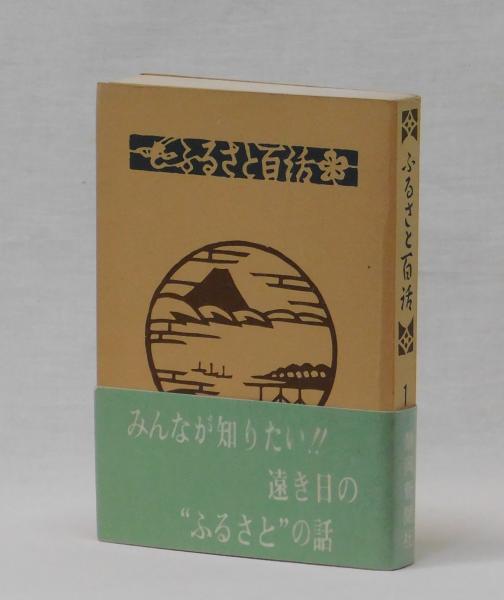 ふるさと百話
みんなが知りたい!!
遠き日の
“ふるさと”の話
ふるさと百話
1